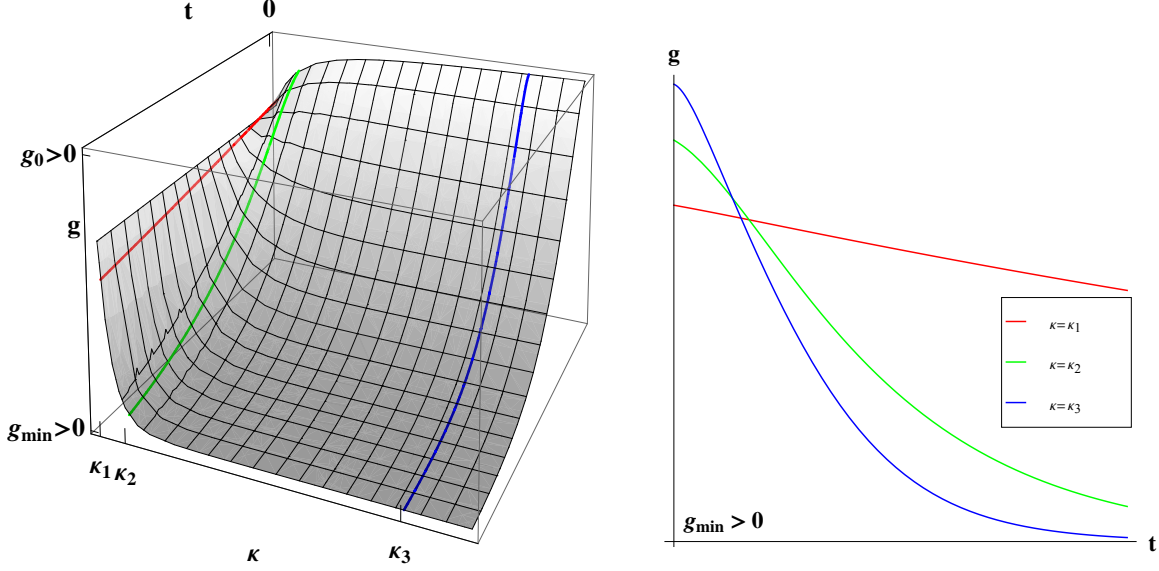 t 0
g₀>0
g
g_min>0
κ₁ κ₂
κ
κ₃
g
κ=κ₁
κ=κ₂
κ=κ₃
g_min > 0
t